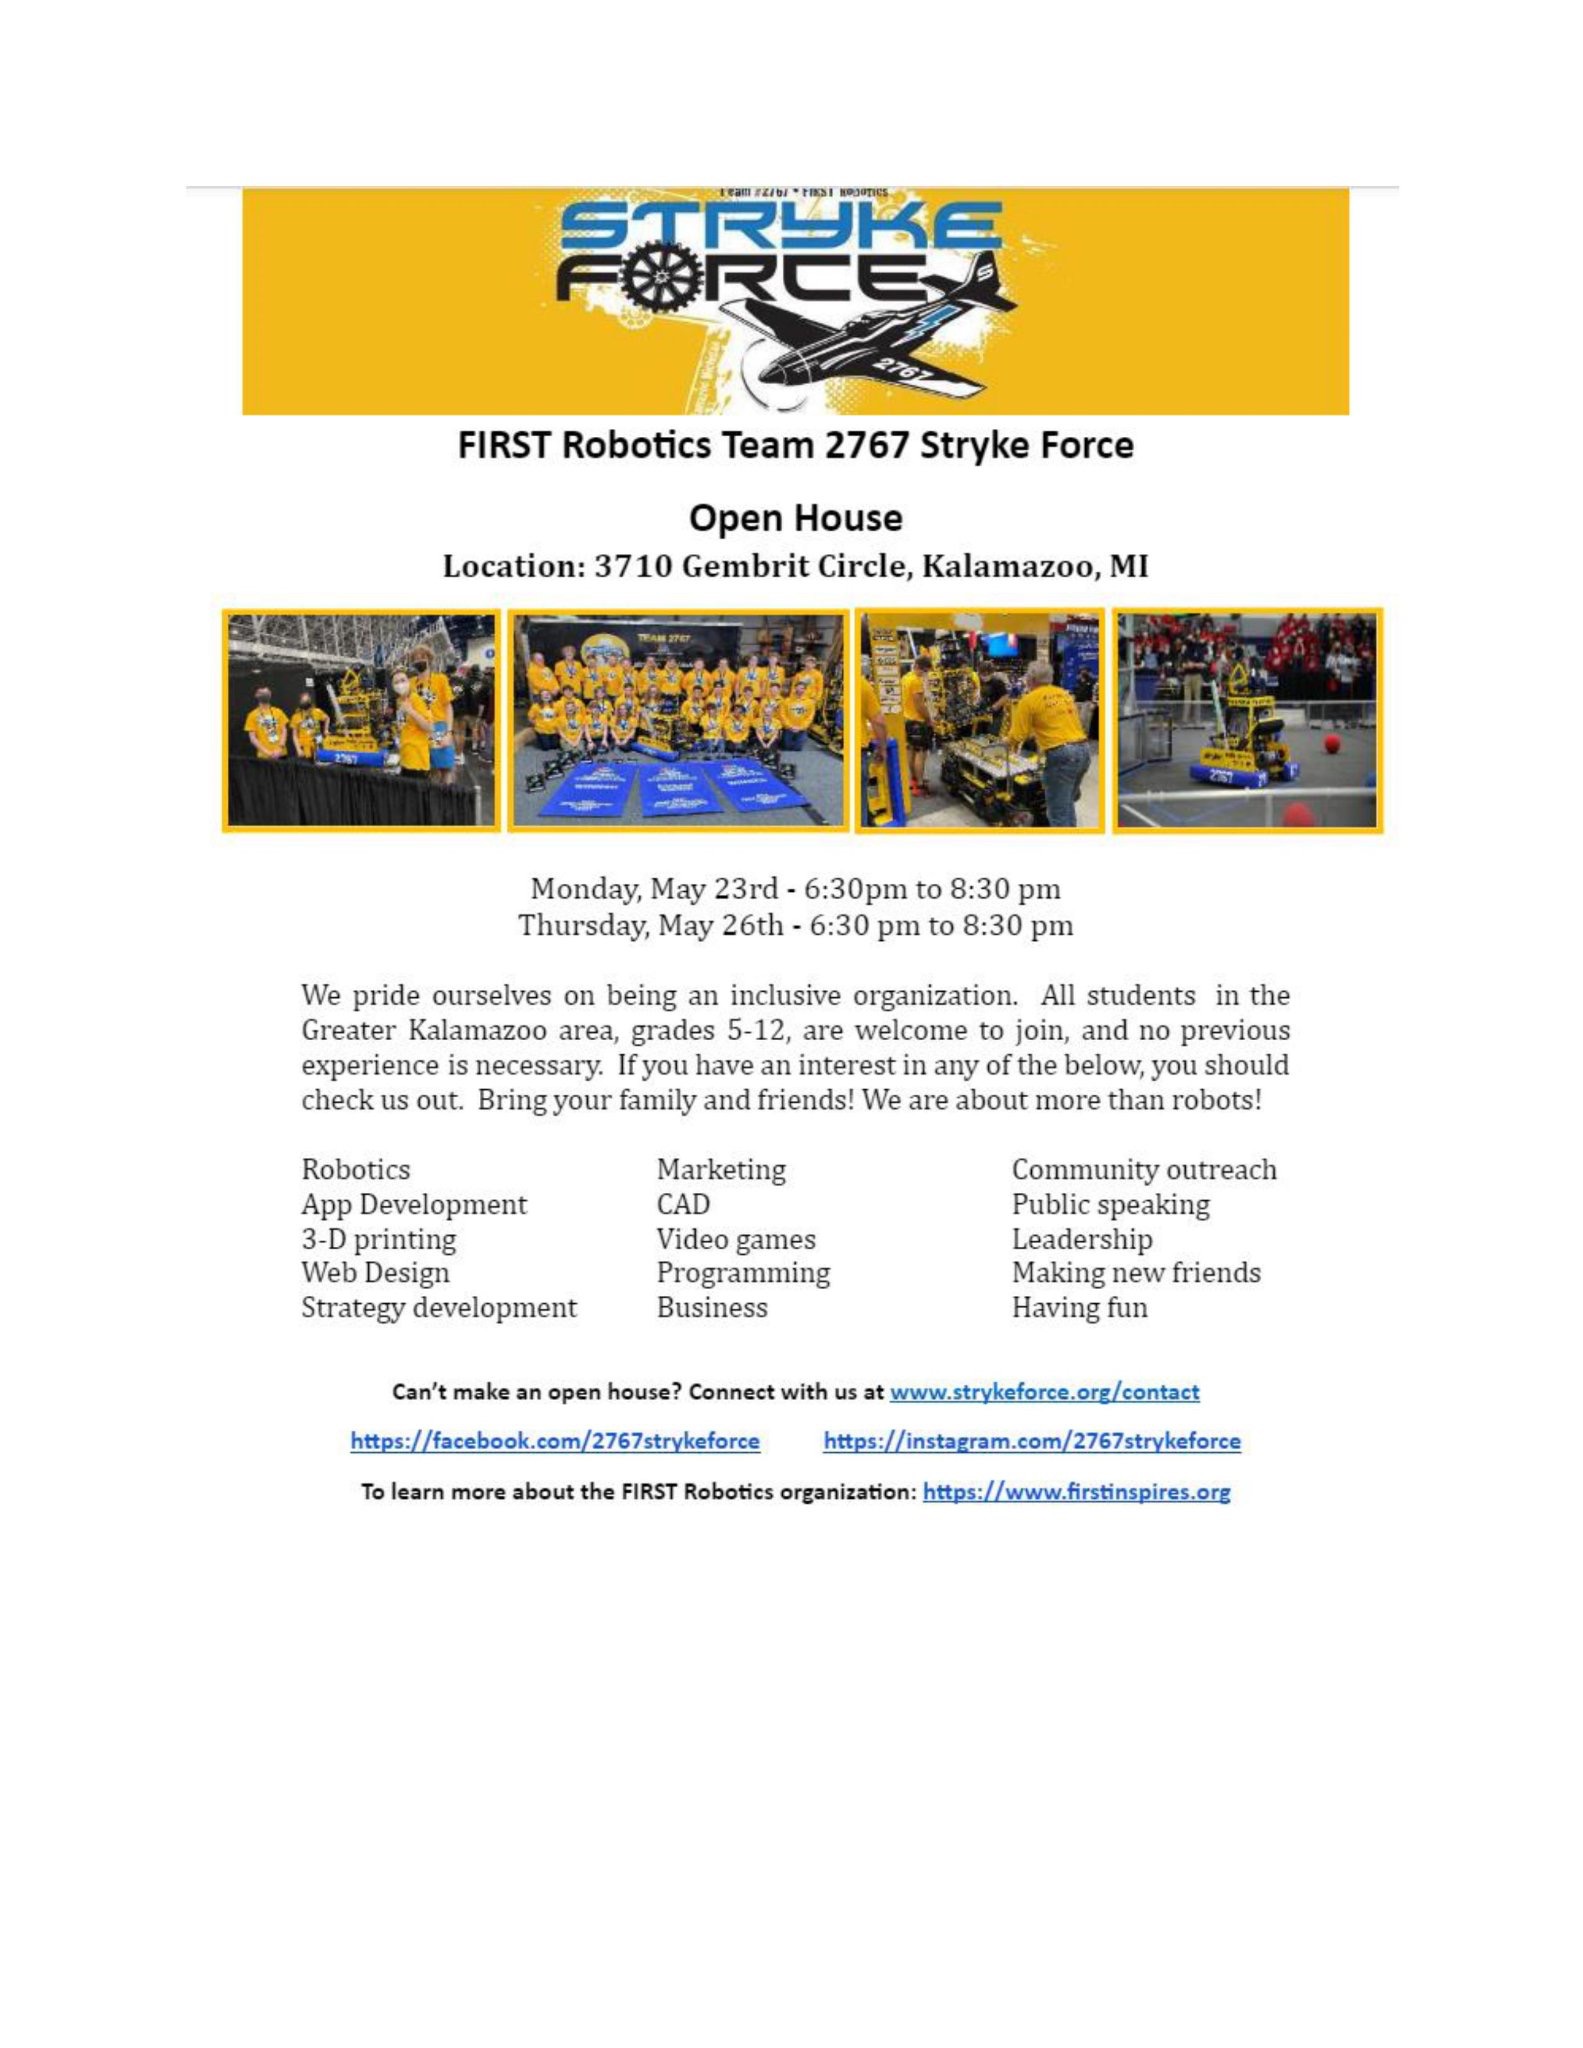 Team #2767 * FIRST Robotics
STRYKE
FORCE
S
2767
FIRST Robotics Team 2767 Stryke Force
Open House
Location: 3710 Gembrit Circle, Kalamazoo, MI
TEAM 2767
2767
2767
Monday, May 23rd - 6:30pm to 8:30 pm
Thursday, May 26th - 6:30 pm to 8:30 pm
We pride ourselves on being an inclusive organization. All students in the
Greater Kalamazoo area, grades 5-12, are welcome to join, and no previous
experience is necessary. If you have an interest in any of the below, you should
check us out. Bring your family and friends! We are about more than robots!
Robotics Marketing Community outreach
App Development CAD Public speaking
3-D printing Video games Leadership
Web Design Programming Making new friends
Strategy development Business Having fun
Can't make an open house? Connect with us at www.strykeforce.org/contact
https://facebook.com/2767strykeforce https://instagram.com/2767strykeforce
To learn more about the FIRST Robotics organization: https://www.firstinspires.org